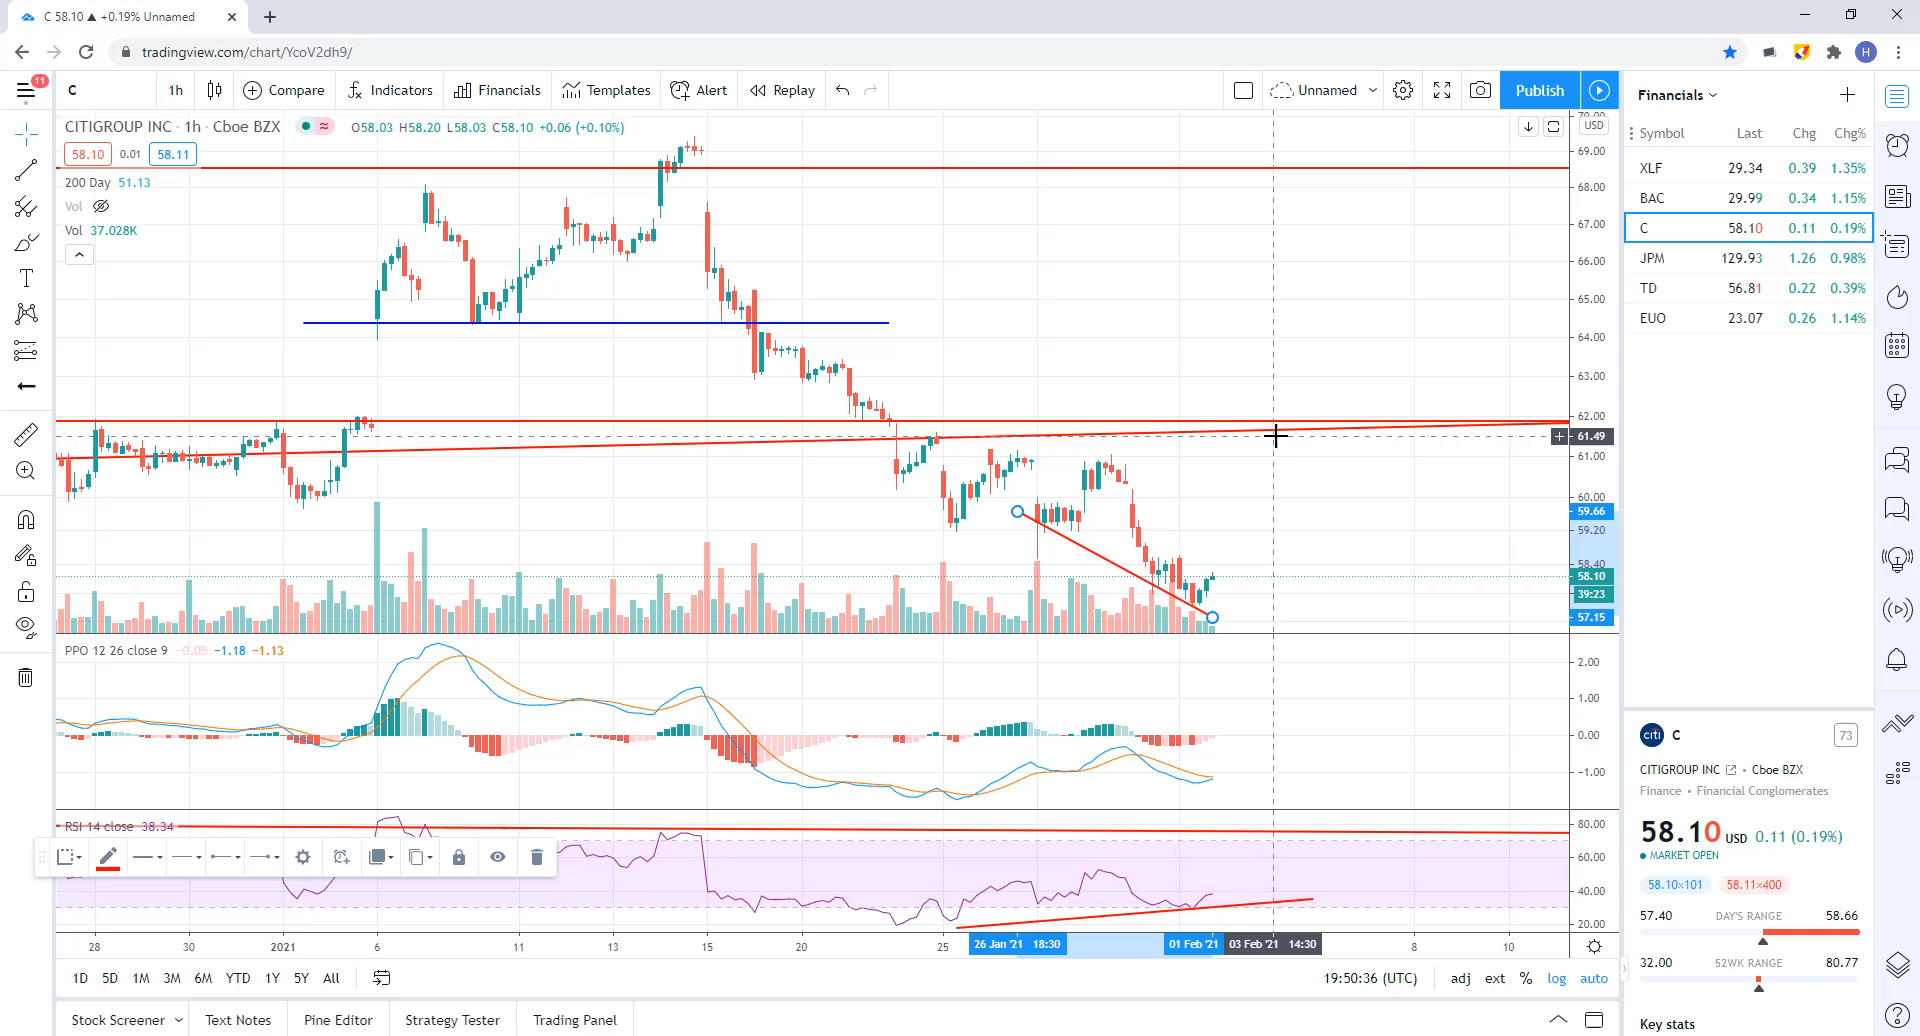 C 58.10 ▲ +0.19% Unnamed
tradingview.com/chart/YcoV2dh9/
H
11
C
1h
Compare
Indicators
Financials
Templates
Alert
Replay
Unnamed
Publish
CITIGROUP INC · 1h · Cboe BZX
O58.03 H58.20 L58.03 C58.10 +0.06 (+0.10%)
58.10 0.01 58.11
200 Day 51.13
Vol
Vol 37.028K
USD
70.00
69.00
68.00
67.00
66.00
65.00
64.00
63.00
62.00
61.49
61.00
60.00
59.66
59.20
58.40
58.10
39:23
57.15
PPO 12 26 close 9 −0.05 −1.18 −1.13
2.00
1.00
0.00
−1.00
RSI 14 close 38.34
80.00
60.00
40.00
20.00
28 30 2021 6 11 13 15 20 25 26 Jan '21 18:30 01 Feb '21 03 Feb '21 14:30 8 10
1D 5D 1M 3M 6M YTD 1Y 5Y All
19:50:36 (UTC) adj ext % log auto
Stock Screener Text Notes Pine Editor Strategy Tester Trading Panel
Financials
Symbol Last Chg Chg%
XLF 29.34 0.39 1.35%
BAC 29.99 0.34 1.15%
C 58.10 0.11 0.19%
JPM 129.93 1.26 0.98%
TD 56.81 0.22 0.39%
EUO 23.07 0.26 1.14%
citi C 73
CITIGROUP INC • Cboe BZX
Finance • Financial Conglomerates
58.10 USD 0.11 (0.19%)
MARKET OPEN
58.10×101 58.11×400
57.40 DAY'S RANGE 58.66
32.00 52WK RANGE 80.77
Key stats